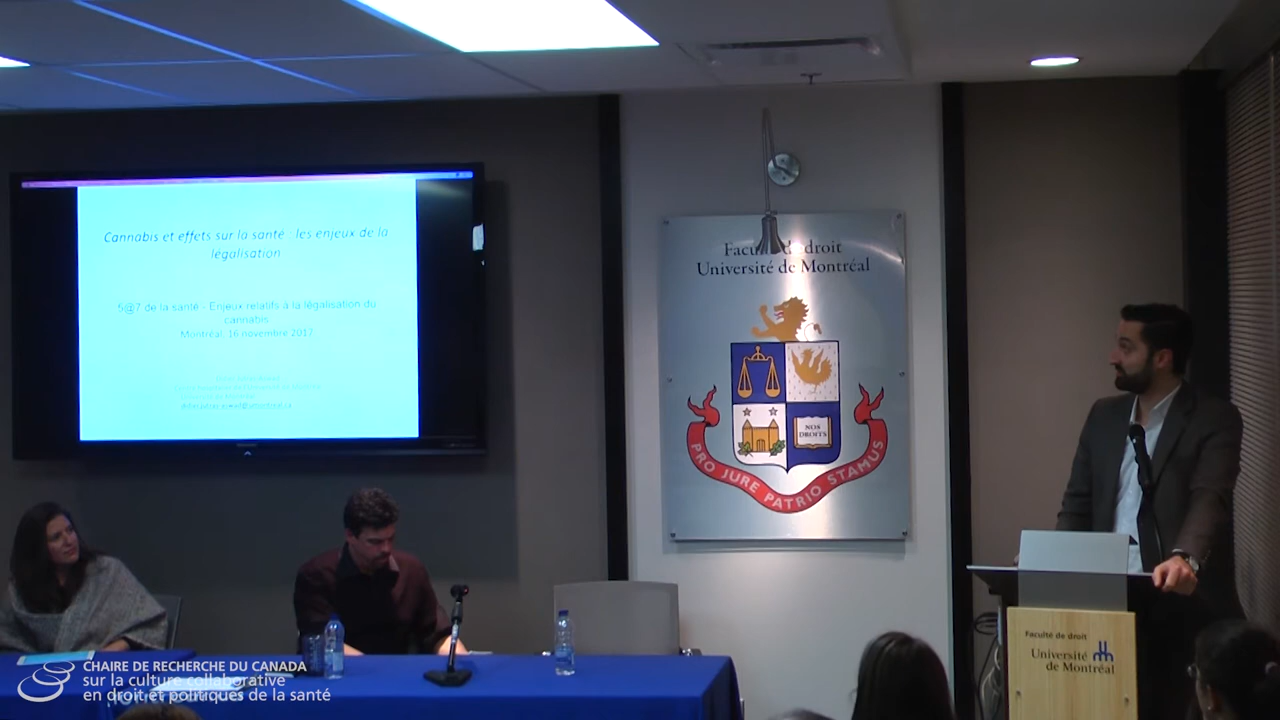 Cannabis et effets sur la santé : les enjeux de la
légalisation
5@7 de la santé - Enjeux relatifs à la légalisation du
cannabis
Montréal, 16 novembre 2017
Faculté de droit
Université de Montréal
NOS
DROITS
PRO JURE PATRIO STAMUS
Faculté de droit
Université
de Montréal
CHAIRE DE RECHERCHE DU CANADA
sur la culture collaborative
en droit et politiques de la santé